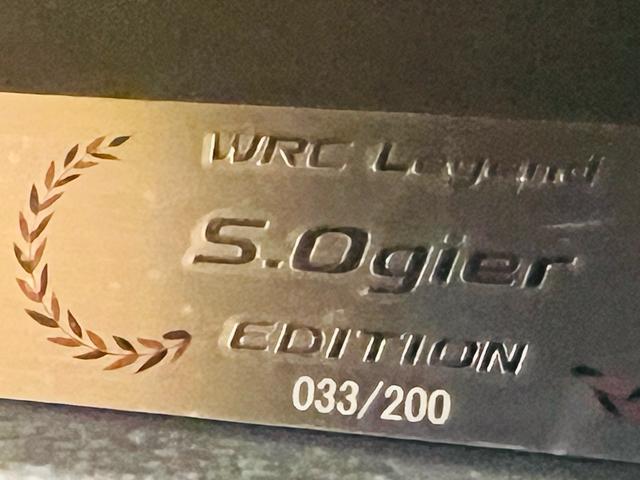 WRC Legend
S.Ogier
EDITION
033/200